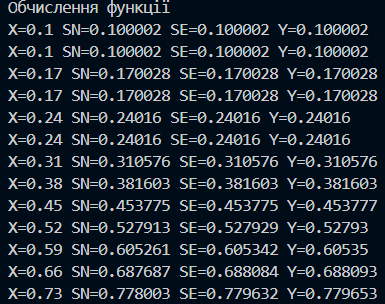 Обчислення функції
X=0.1 SN=0.100002 SE=0.100002 Y=0.100002
X=0.1 SN=0.100002 SE=0.100002 Y=0.100002
X=0.17 SN=0.170028 SE=0.170028 Y=0.170028
X=0.17 SN=0.170028 SE=0.170028 Y=0.170028
X=0.24 SN=0.24016 SE=0.24016 Y=0.24016
X=0.24 SN=0.24016 SE=0.24016 Y=0.24016
X=0.31 SN=0.310576 SE=0.310576 Y=0.310576
X=0.38 SN=0.381603 SE=0.381603 Y=0.381603
X=0.45 SN=0.453775 SE=0.453775 Y=0.453777
X=0.52 SN=0.527913 SE=0.527929 Y=0.52793
X=0.59 SN=0.605261 SE=0.605342 Y=0.60535
X=0.66 SN=0.687687 SE=0.688084 Y=0.688093
X=0.73 SN=0.778003 SE=0.779632 Y=0.779653